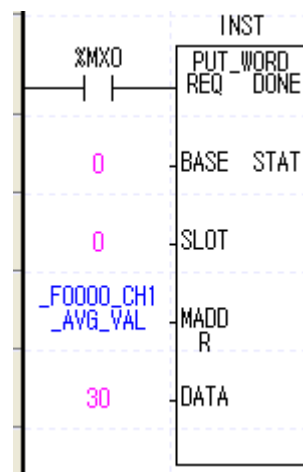 INST
%MX0
PUT_WORD
REQ DONE
0
BASE STAT
0
SLOT
_F0000_CH1
_AVG_VAL
MADD
R
30
DATA